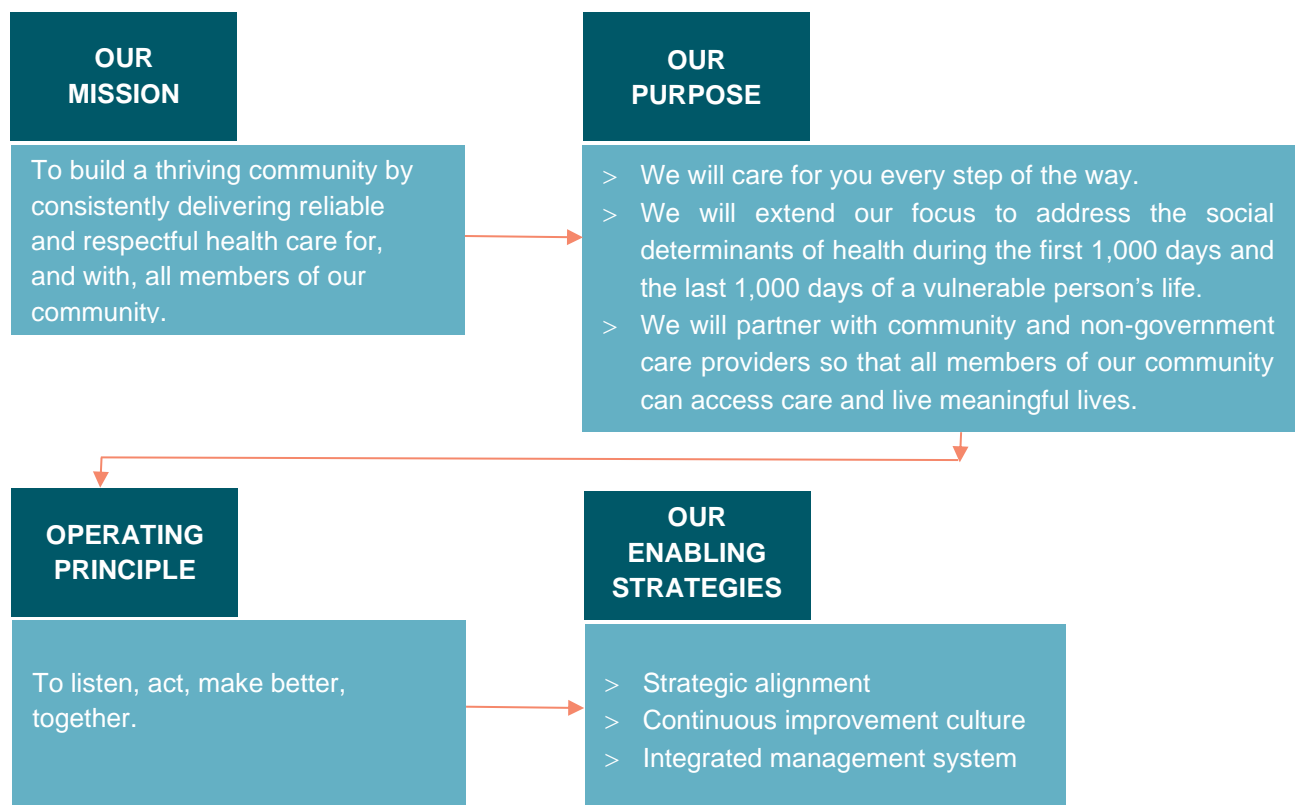 OUR
MISSION
To build a thriving community by
consistently delivering reliable
and respectful health care for,
and with, all members of our
community.
OUR
PURPOSE
> We will care for you every step of the way.
> We will extend our focus to address the social
determinants of health during the first 1,000 days and
the last 1,000 days of a vulnerable person’s life.
> We will partner with community and non-government
care providers so that all members of our community
can access care and live meaningful lives.
OPERATING
PRINCIPLE
To listen, act, make better,
together.
OUR
ENABLING
STRATEGIES
> Strategic alignment
> Continuous improvement culture
> Integrated management system